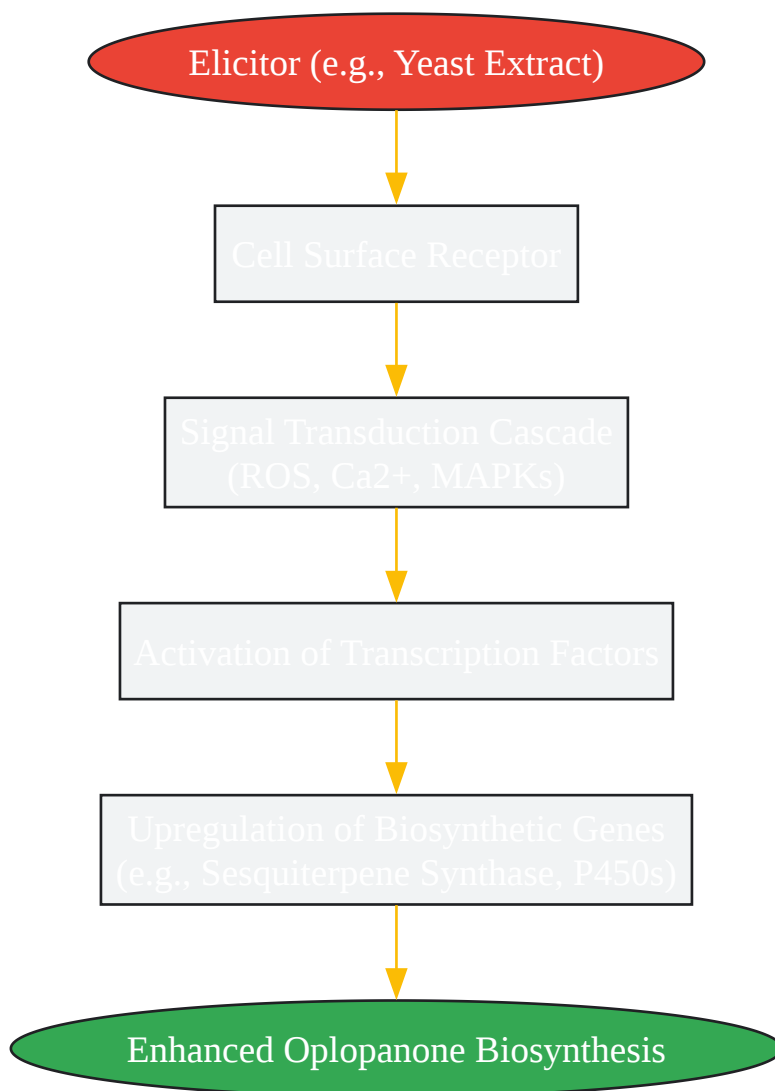 Elicitor (e.g., Yeast Extract)
Cell Surface Receptor
Signal Transduction Cascade
(ROS, Ca2+, MAPKs)
Activation of Transcription Factors
Upregulation of Biosynthetic Genes
(e.g., Sesquiterpene Synthase, P450s)
Enhanced Oplopanone Biosynthesis